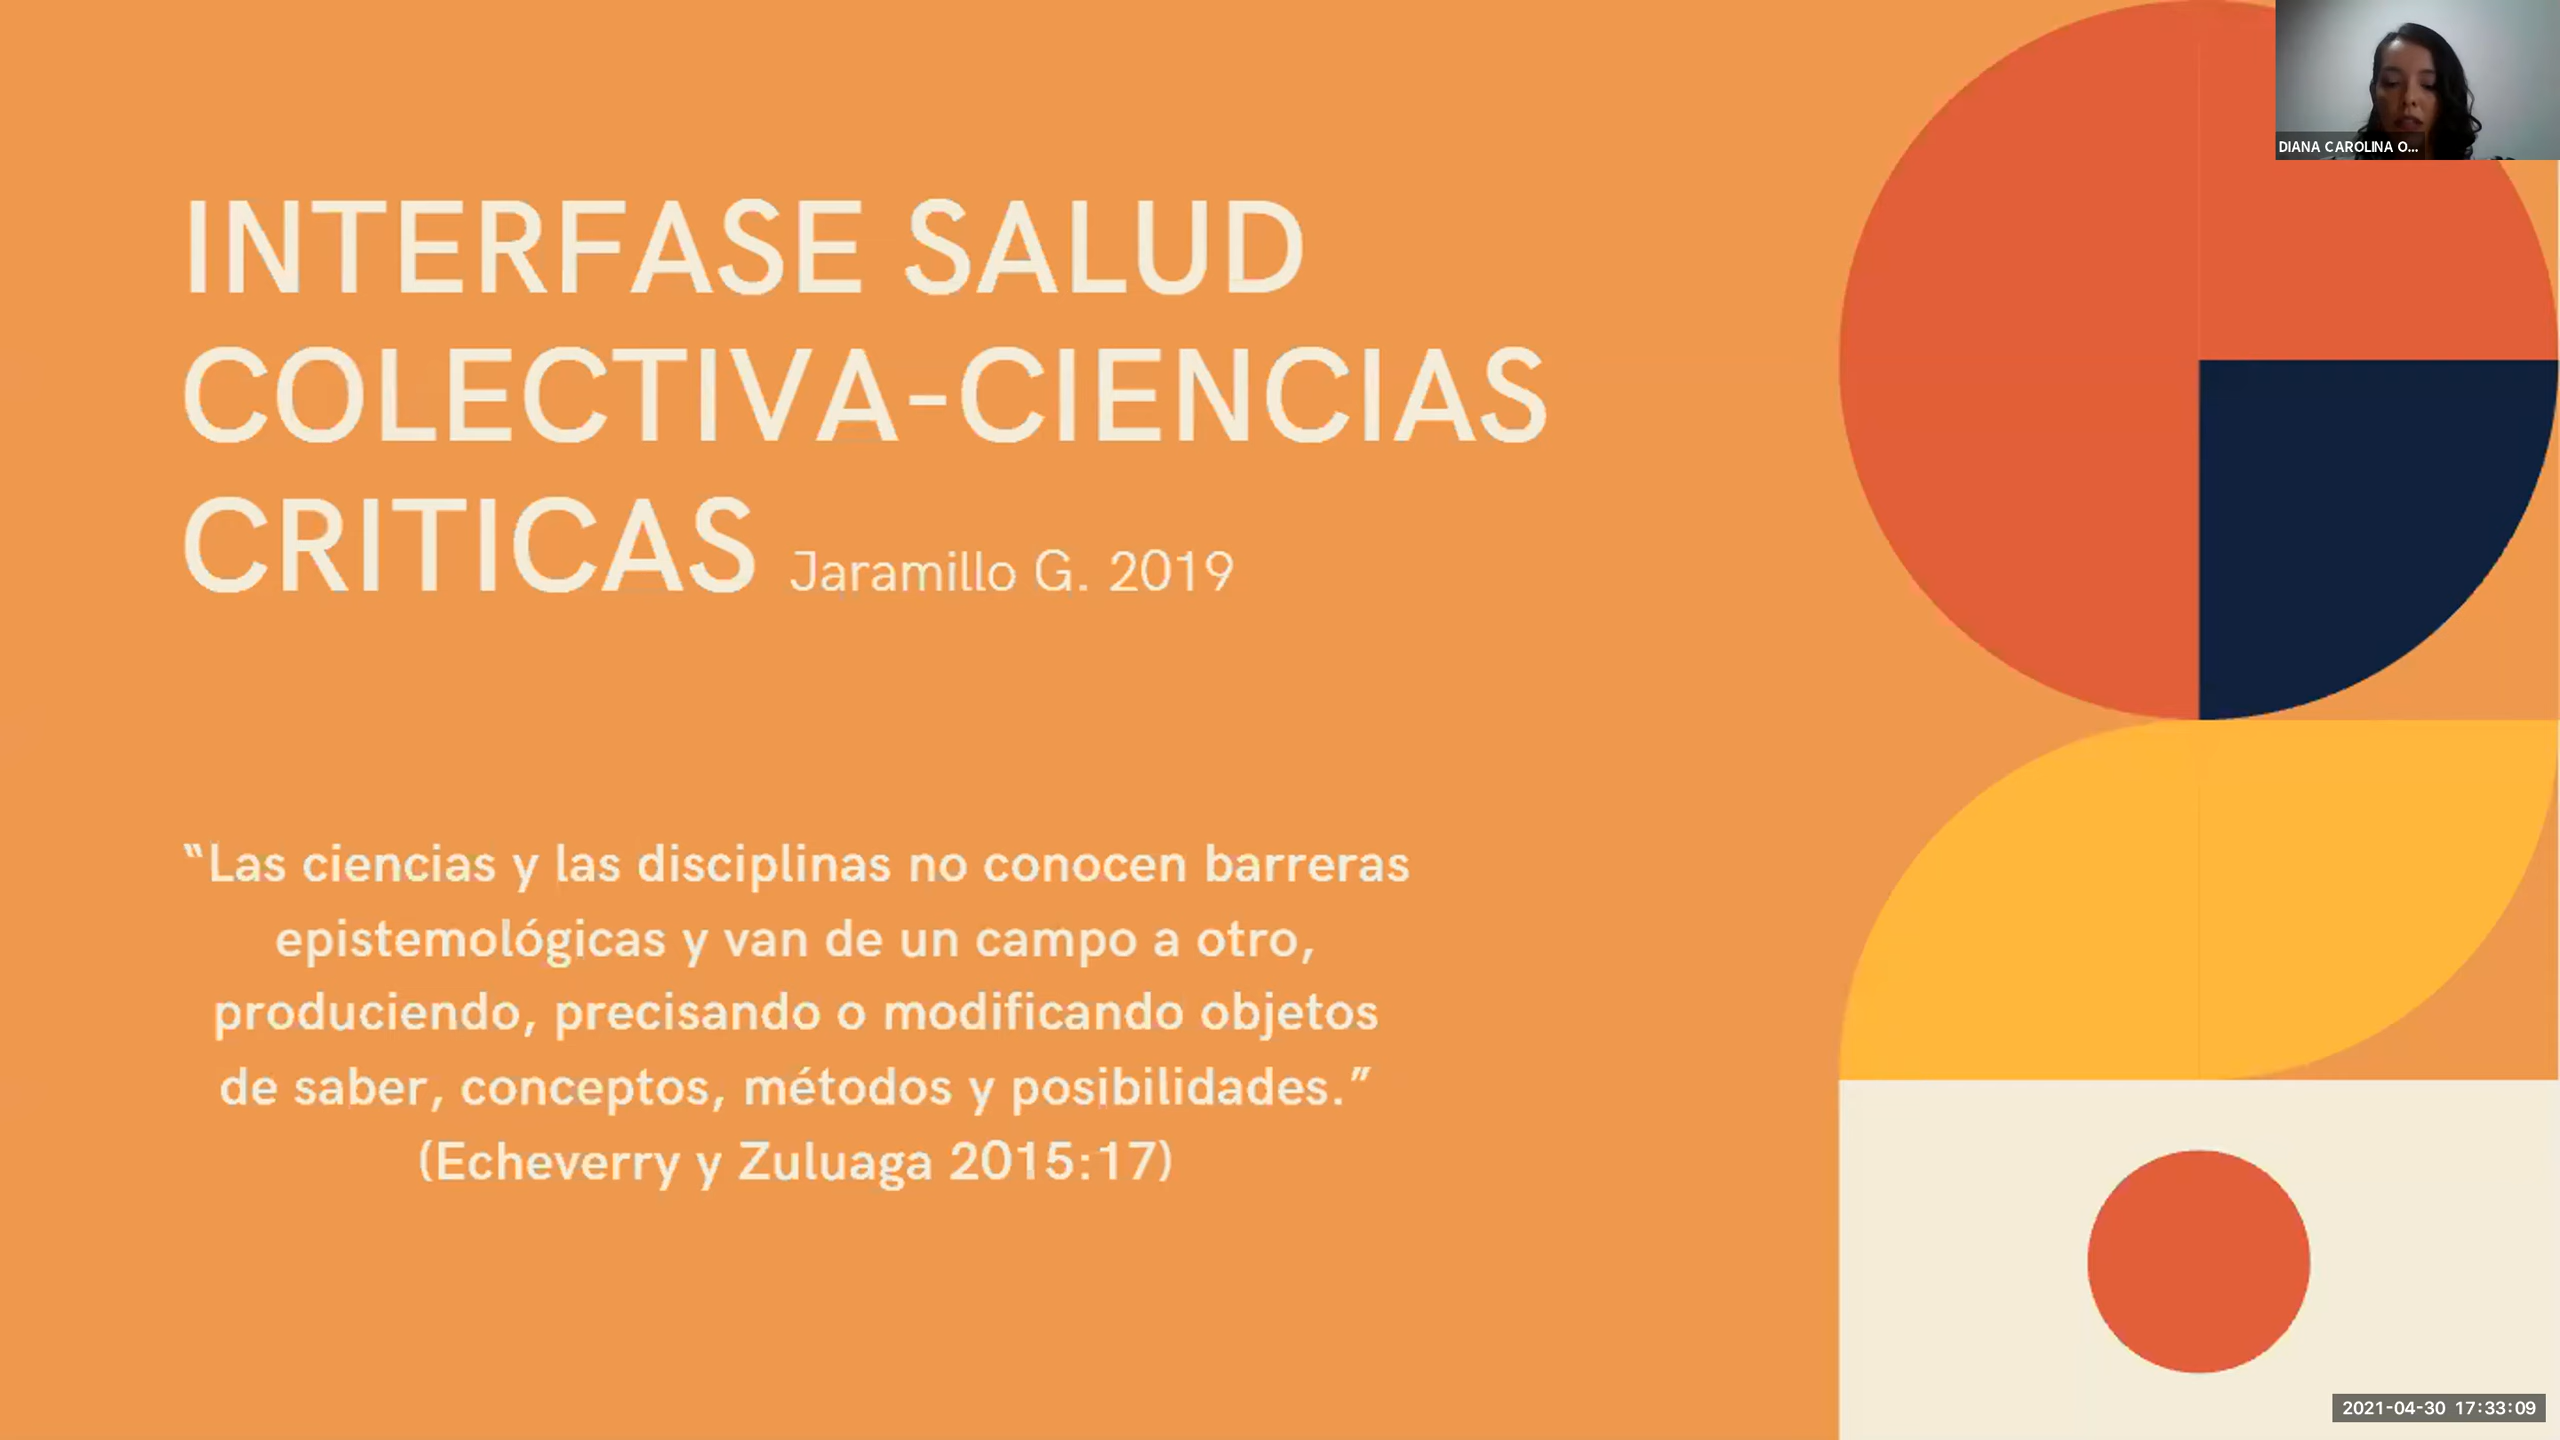 INTERFASE SALUD
COLECTIVA-CIENCIAS
CRITICAS Jaramillo G. 2019
“Las ciencias y las disciplinas no conocen barreras
epistemológicas y van de un campo a otro,
produciendo, precisando o modificando objetos
de saber, conceptos, métodos y posibilidades.”
(Echeverry y Zuluaga 2015:17)
DIANA CAROLINA O...
2021-04-30 17:33:09